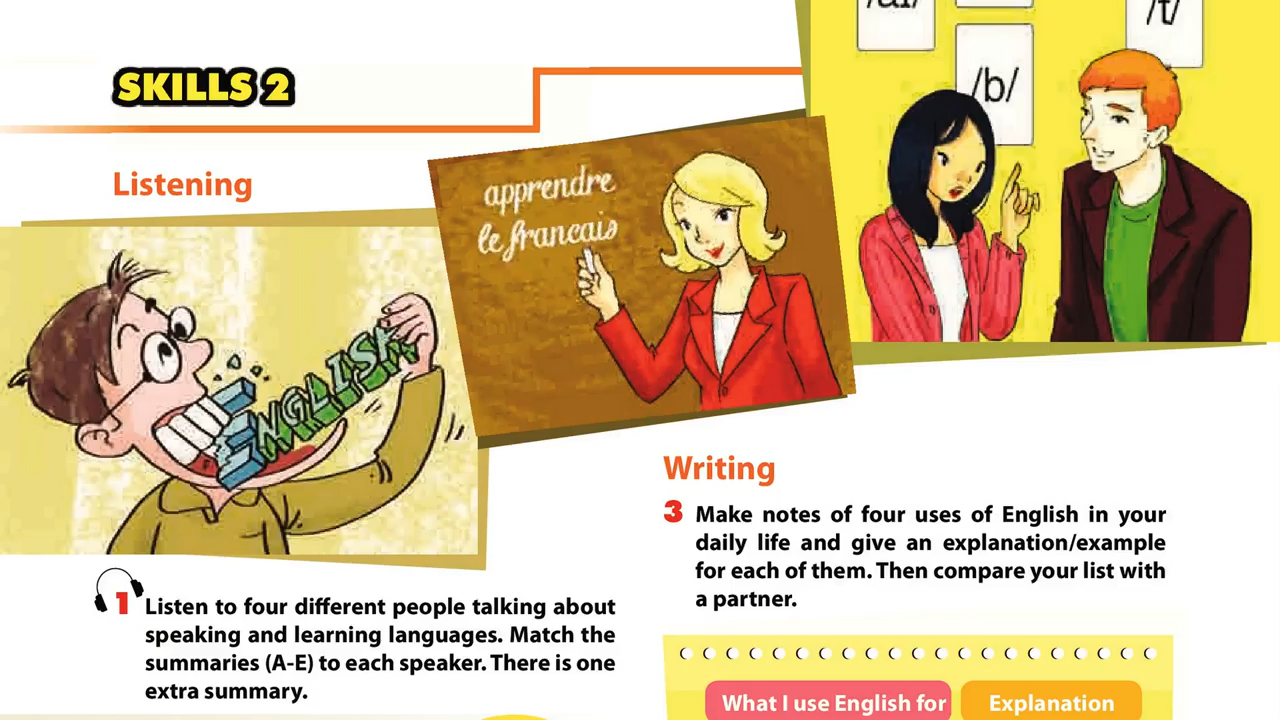 SKILLS 2
Listening
apprendre
le francais
ENGLISH
/b/
/t/
1 Listen to four different people talking about
speaking and learning languages. Match the
summaries (A-E) to each speaker. There is one
extra summary.
Writing
3 Make notes of four uses of English in your
daily life and give an explanation/example
for each of them. Then compare your list with
a partner.
What I use English for
Explanation